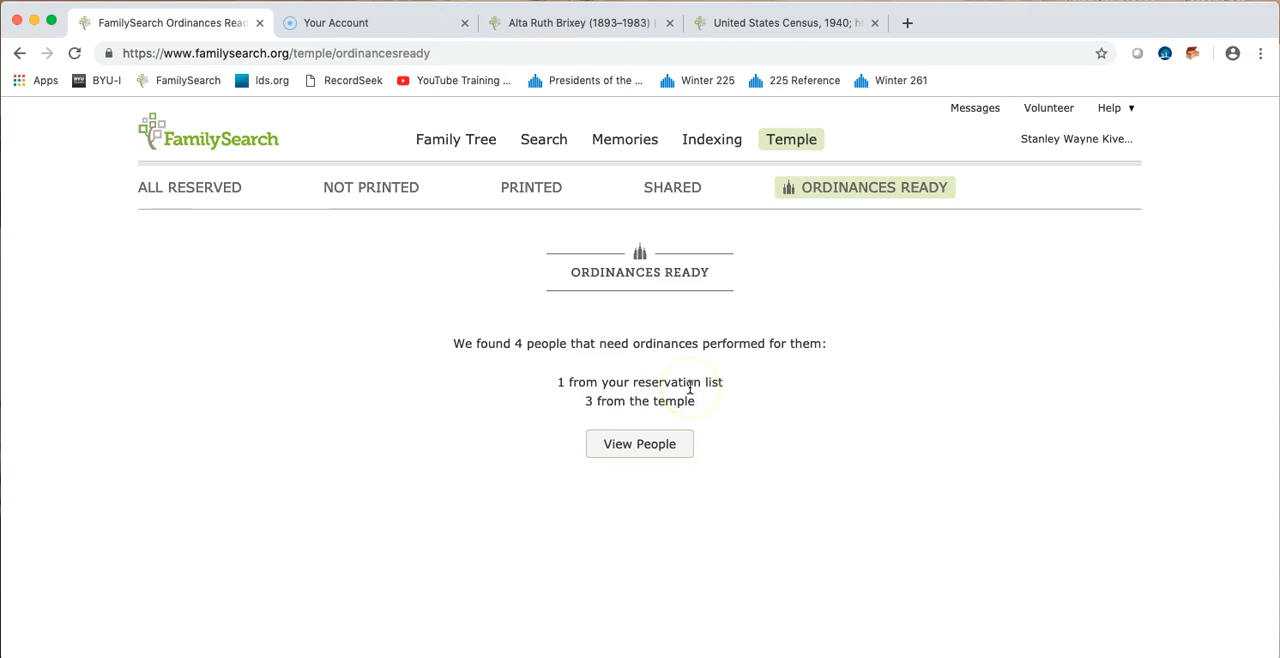 FamilySearch Ordinances Read
Your Account
Alta Ruth Brixey (1893–1983) |
United States Census, 1940; h
https://www.familysearch.org/temple/ordinancesready
Apps
BYU-I
FamilySearch
lds.org
RecordSeek
YouTube Training ...
Presidents of the ...
Winter 225
225 Reference
Winter 261
Messages
Volunteer
Help
FamilySearch
Family Tree
Search
Memories
Indexing
Temple
Stanley Wayne Kive...
ALL RESERVED
NOT PRINTED
PRINTED
SHARED
ORDINANCES READY
ORDINANCES READY
We found 4 people that need ordinances performed for them:
1 from your reservation list
3 from the temple
View People